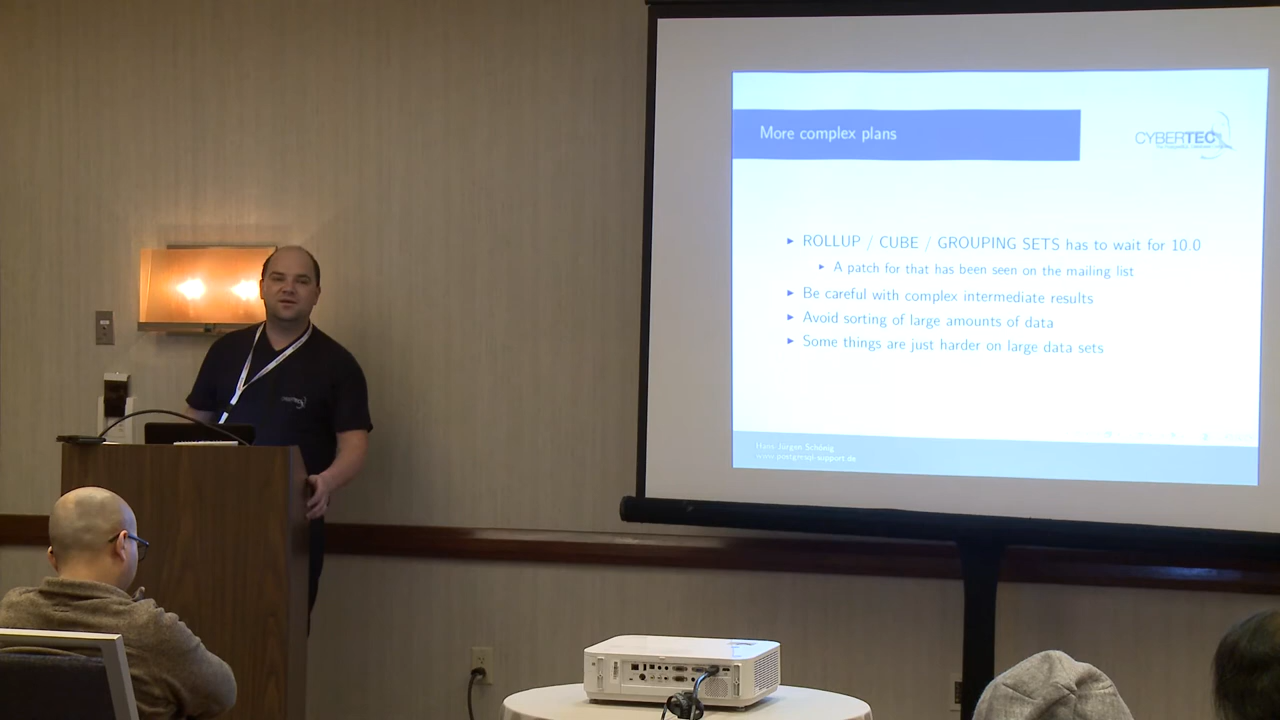 More complex plans
CYBERTEC
ROLLUP / CUBE / GROUPING SETS has to wait for 10.0
A patch for that has been seen on the mailing list
Be careful with complex intermediate results
Avoid sorting of large amounts of data
Some things are just harder on large data sets
Hans-Jürgen Schönig
www.postgresql-support.de